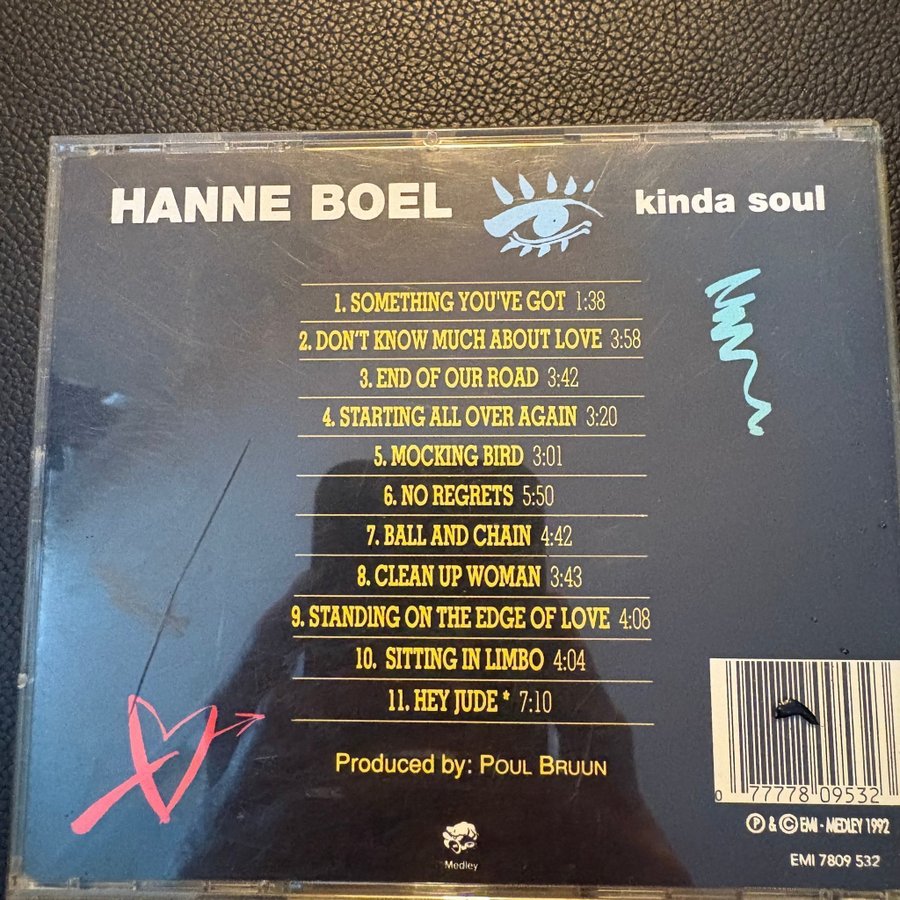 HANNE BOEL kinda soul
1. SOMETHING YOU'VE GOT 1:38
2. DON'T KNOW MUCH ABOUT LOVE 3:58
3. END OF OUR ROAD 3:42
4. STARTING ALL OVER AGAIN 3:20
5. MOCKING BIRD 3:01
6. NO REGRETS 5:50
7. BALL AND CHAIN 4:42
8. CLEAN UP WOMAN 3:43
9. STANDING ON THE EDGE OF LOVE 4:08
10. SITTING IN LIMBO 4:04
11. HEY JUDE * 7:10
Produced by: POUL BRUUN
Medley
0 77778 09532
Ⓟ & © EMI - MEDLEY 1992
EMI 7809 532